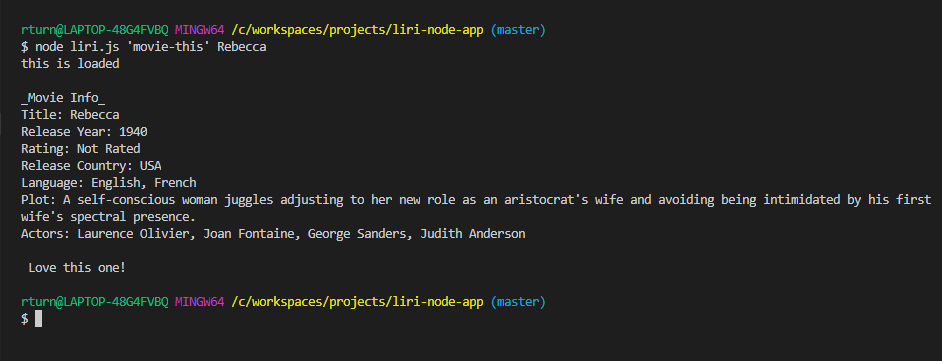 rturn@LAPTOP-48G4FVBQ MINGW64 /c/workspaces/projects/liri-node-app (master)
$ node liri.js 'movie-this' Rebecca
this is loaded
_Movie Info_
Title: Rebecca
Release Year: 1940
Rating: Not Rated
Release Country: USA
Language: English, French
Plot: A self-conscious woman juggles adjusting to her new role as an aristocrat's wife and avoiding being intimidated by his first
wife's spectral presence.
Actors: Laurence Olivier, Joan Fontaine, George Sanders, Judith Anderson
Love this one!
rturn@LAPTOP-48G4FVBQ MINGW64 /c/workspaces/projects/liri-node-app (master)
$